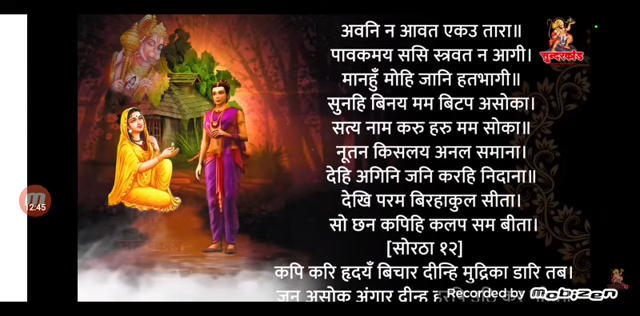 अवनि न आवत एकउ तारा॥
पावकमय ससि स्त्रवत न आगी।
मानहुँ मोहि जानि हतभागी॥
सुनहि बिनय मम बिटप असोका।
सत्य नाम करु हरु मम सोका॥
नूतन किसलय अनल समाना।
देहि अगिनि जनि करहि निदाना॥
देखि परम बिरहाकुल सीता।
सो छन कपिहि कलप सम बीता।
[सोरठा १२]
कपि करि हृदयँ बिचार दीन्हि मुद्रिका डारि तब।
जनु असोक अंगार दीन्ह
सुन्दरकांड
2:45
Recorded by Mobizen